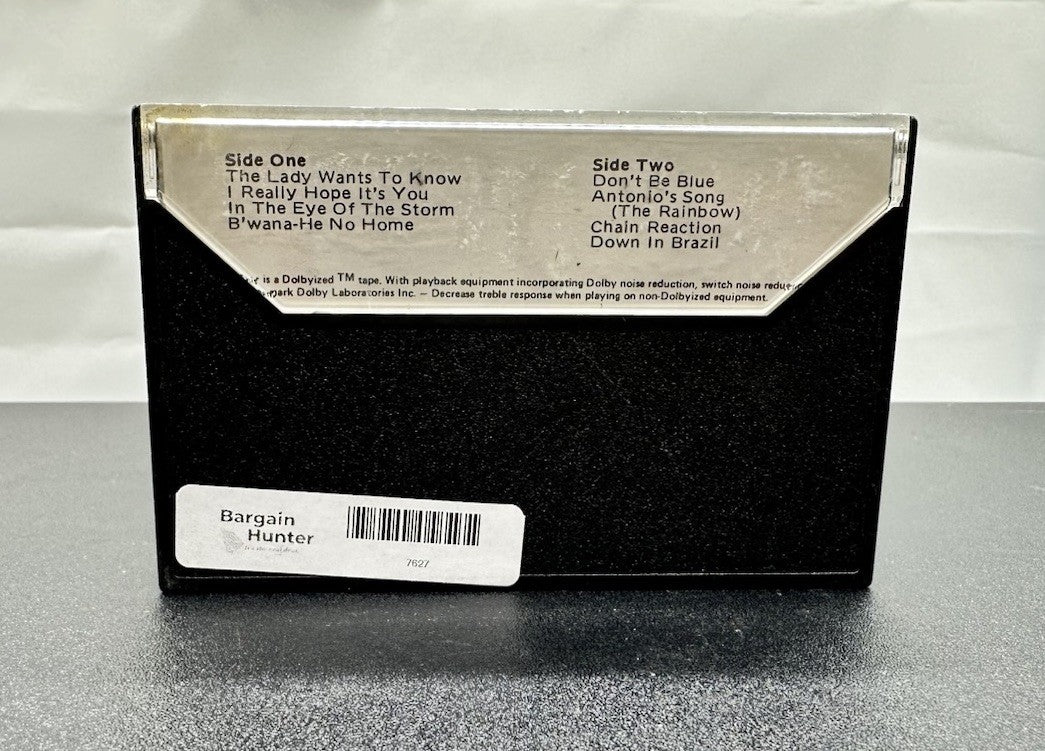 Side One
The Lady Wants To Know
I Really Hope It's You
In The Eye Of The Storm
B'wana-He No Home
Side Two
Don't Be Blue
Antonio's Song
(The Rainbow)
Chain Reaction
Down In Brazil
is a Dolbyized TM tape. With playback equipment incorporating Dolby noise reduction, switch noise
Dolby Laboratories Inc. — Decrease treble response when playing on non-Dolbyized equipment.
Bargain
Hunter
7627